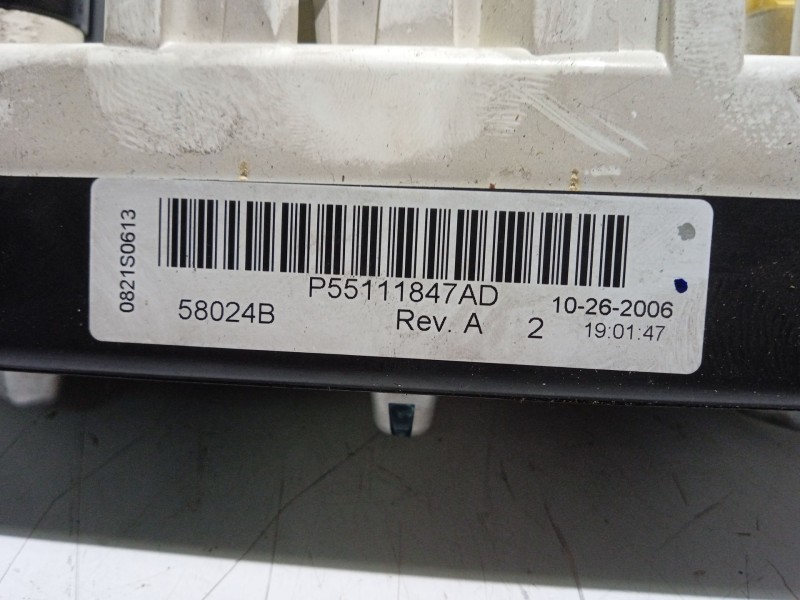 0821S0613
P55111847AD
58024B
Rev. A
2
10-26-2006
19:01:47